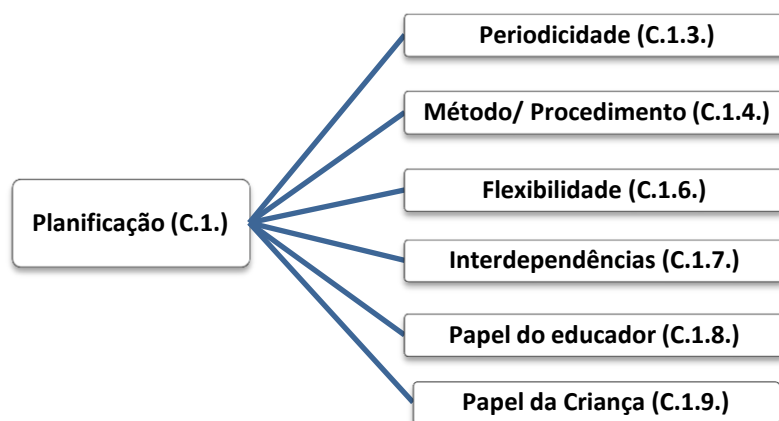 Periodicidade (C.1.3.)
Método/ Procedimento (C.1.4.)
Flexibilidade (C.1.6.)
Planificação (C.1.)
Interdependências (C.1.7.)
Papel do educador (C.1.8.)
Papel da Criança (C.1.9.)